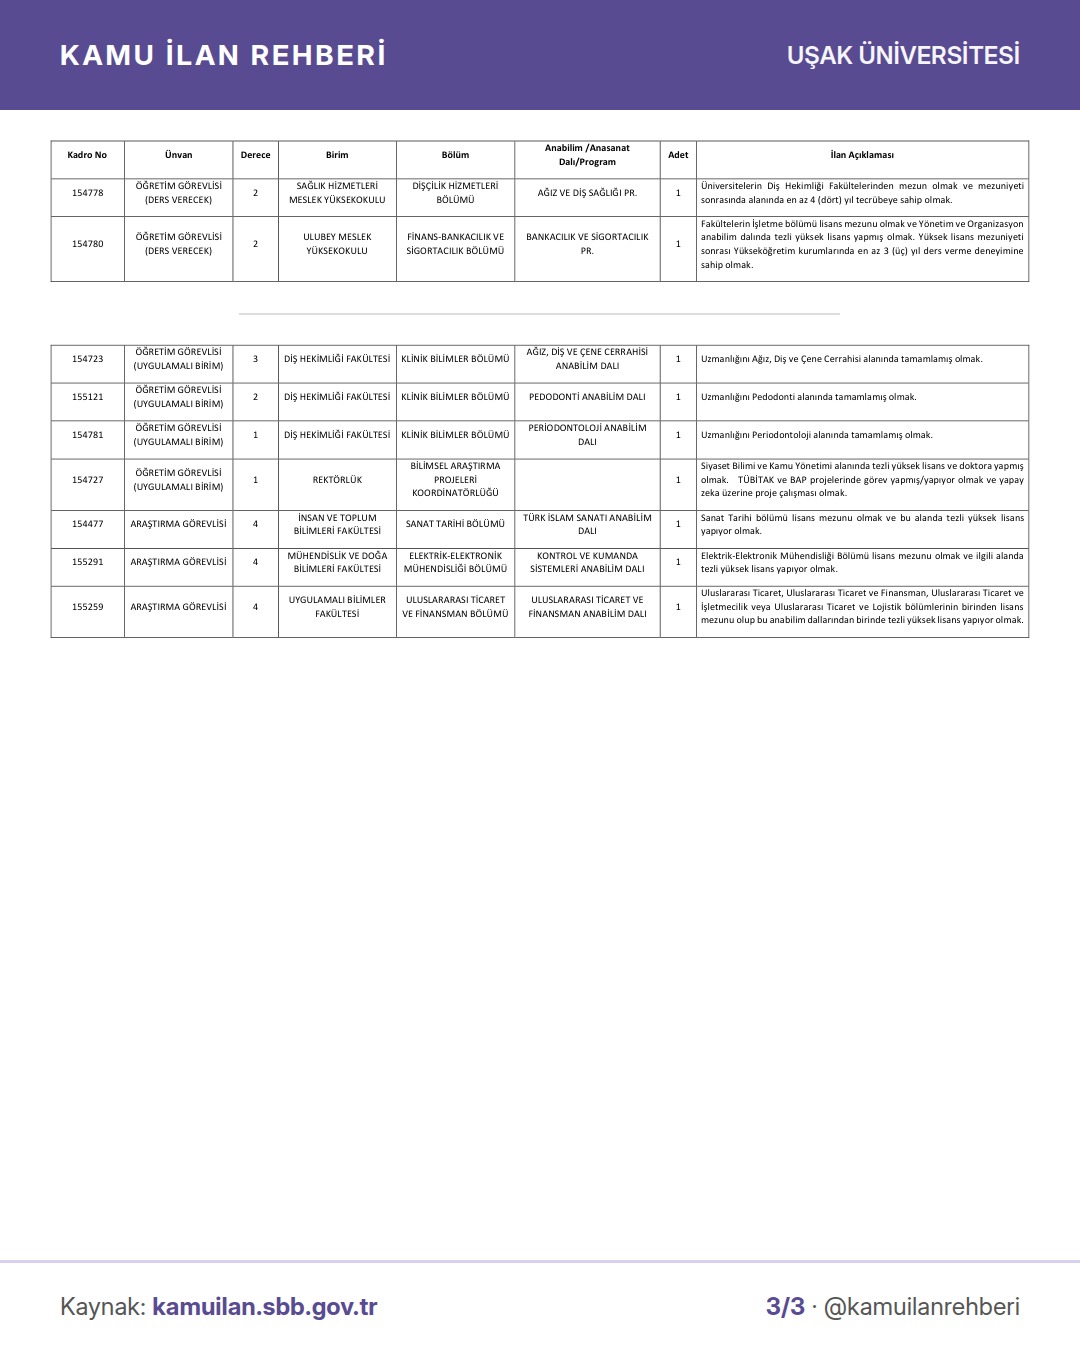 KAMU İLAN REHBERİ
UŞAK ÜNİVERSİTESİ
Kadro No
Ünvan
Derece
Birim
Bölüm
Anabilim /Anasanat
Dalı/Program
Adet
İlan Açıklaması
154778
ÖĞRETİM GÖREVLİSİ
(DERS VERECEK)
2
SAĞLIK HİZMETLERİ
MESLEK YÜKSEKOKULU
DİŞÇİLİK HİZMETLERİ
BÖLÜMÜ
AĞIZ VE DİŞ SAĞLIĞI PR.
1
Üniversitelerin Diş Hekimliği Fakültelerinden mezun olmak ve mezuniyeti
sonrasında alanında en az 4 (dört) yıl tecrübeye sahip olmak.
154780
ÖĞRETİM GÖREVLİSİ
(DERS VERECEK)
2
ULUBEY MESLEK
YÜKSEKOKULU
FİNANS-BANKACILIK VE
SİGORTACILIK BÖLÜMÜ
BANKACILIK VE SİGORTACILIK
PR.
1
Fakültelerin İşletme bölümü lisans mezunu olmak ve Yönetim ve Organizasyon
anabilim dalında tezli yüksek lisans yapmış olmak. Yüksek lisans mezuniyeti
sonrası Yükseköğretim kurumlarında en az 3 (üç) yıl ders verme deneyimine
sahip olmak.
154723
ÖĞRETİM GÖREVLİSİ
(UYGULAMALI BİRİM)
3
DİŞ HEKİMLİĞİ FAKÜLTESİ
KLİNİK BİLİMLER BÖLÜMÜ
AĞIZ, DİŞ VE ÇENE CERRAHİSİ
ANABİLİM DALI
1
Uzmanlığını Ağız, Diş ve Çene Cerrahisi alanında tamamlamış olmak.
155121
ÖĞRETİM GÖREVLİSİ
(UYGULAMALI BİRİM)
2
DİŞ HEKİMLİĞİ FAKÜLTESİ
KLİNİK BİLİMLER BÖLÜMÜ
PEDODONTİ ANABİLİM DALI
1
Uzmanlığını Pedodonti alanında tamamlamış olmak.
154781
ÖĞRETİM GÖREVLİSİ
(UYGULAMALI BİRİM)
1
DİŞ HEKİMLİĞİ FAKÜLTESİ
KLİNİK BİLİMLER BÖLÜMÜ
PERİODONTOLOJİ ANABİLİM
DALI
1
Uzmanlığını Periodontoloji alanında tamamlamış olmak.
154727
ÖĞRETİM GÖREVLİSİ
(UYGULAMALI BİRİM)
1
REKTÖRLÜK
BİLİMSEL ARAŞTIRMA
PROJELERİ
KOORDİNATÖRLÜĞÜ
1
Siyaset Bilimi ve Kamu Yönetimi alanında tezli yüksek lisans ve doktora yapmış
olmak. TÜBİTAK ve BAP projelerinde görev yapmış/yapıyor olmak ve yapay
zeka üzerine proje çalışması olmak.
154477
ARAŞTIRMA GÖREVLİSİ
4
İNSAN VE TOPLUM
BİLİMLERİ FAKÜLTESİ
SANAT TARİHİ BÖLÜMÜ
TÜRK İSLAM SANATI ANABİLİM
DALI
1
Sanat Tarihi bölümü lisans mezunu olmak ve bu alanda tezli yüksek lisans
yapıyor olmak.
155291
ARAŞTIRMA GÖREVLİSİ
4
MÜHENDİSLİK VE DOĞA
BİLİMLERİ FAKÜLTESİ
ELEKTRİK-ELEKTRONİK
MÜHENDİSLİĞİ BÖLÜMÜ
KONTROL VE KUMANDA
SİSTEMLERİ ANABİLİM DALI
1
Elektrik-Elektronik Mühendisliği Bölümü lisans mezunu olmak ve ilgili alanda
tezli yüksek lisans yapıyor olmak.
155259
ARAŞTIRMA GÖREVLİSİ
4
UYGULAMALI BİLİMLER
FAKÜLTESİ
ULUSLARARASI TİCARET
VE FİNANSMAN BÖLÜMÜ
ULUSLARARASI TİCARET VE
FİNANSMAN ANABİLİM DALI
1
Uluslararası Ticaret, Uluslararası Ticaret ve Finansman, Uluslararası Ticaret ve
İşletmecilik veya Uluslararası Ticaret ve Lojistik bölümlerinin birinden lisans
mezunu olup bu anabilim dallarından birinde tezli yüksek lisans yapıyor olmak.
Kaynak: kamuilan.sbb.gov.tr
3/3 · @kamuilanrehberi